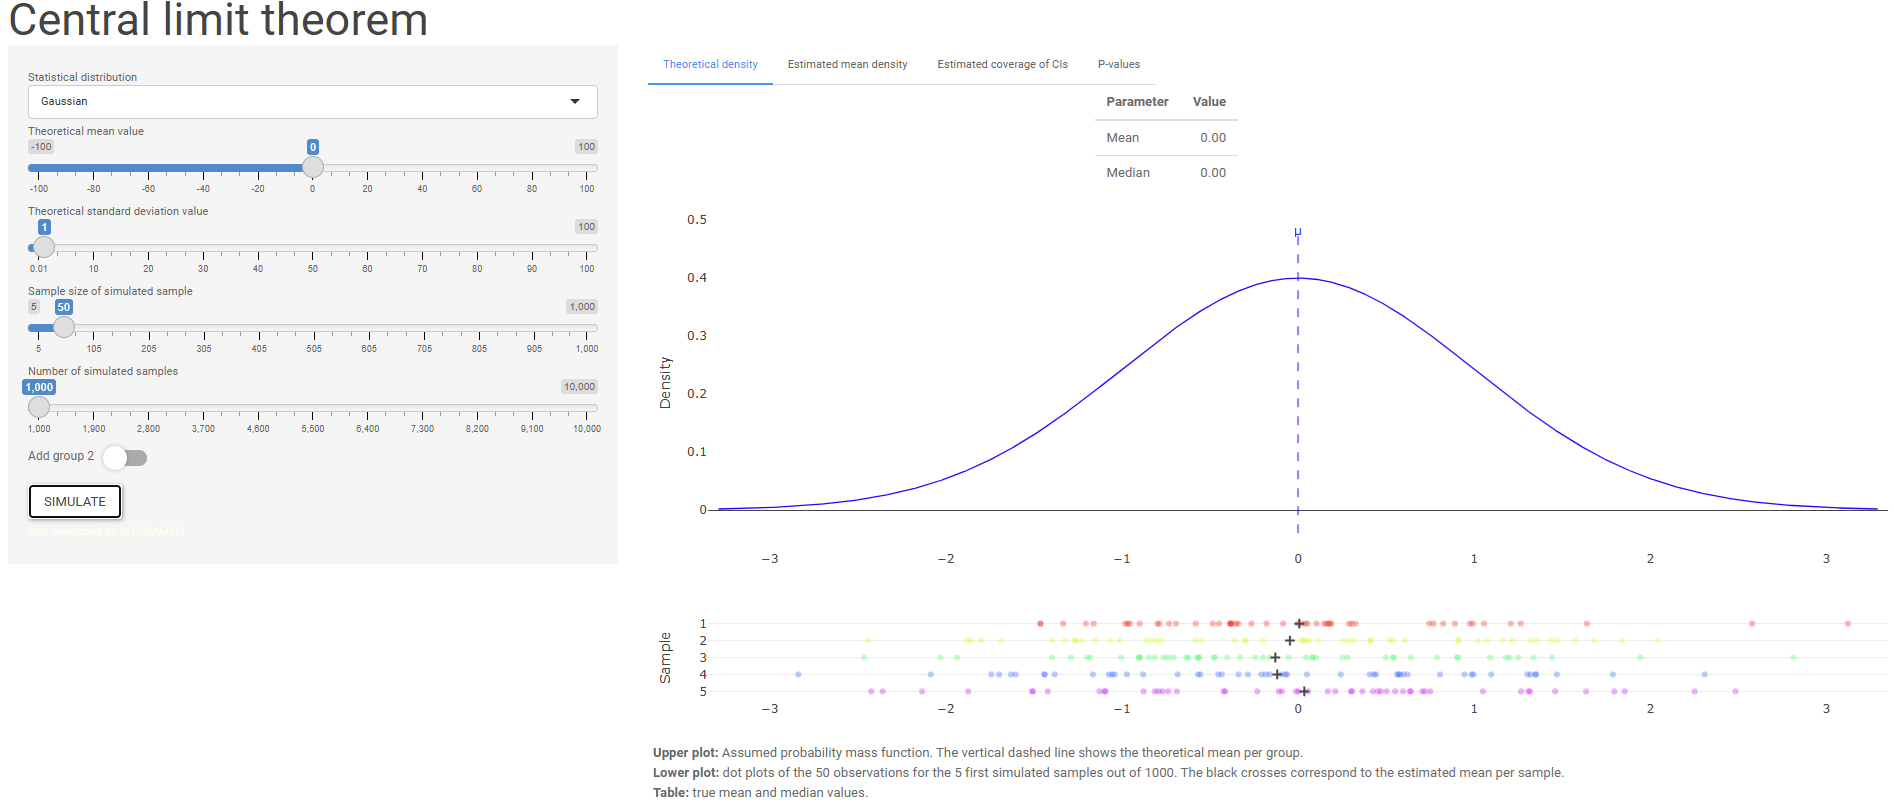 Central limit theorem
Statistical distribution
Gaussian
Theoretical mean value
-100 0 100
-100 -80 -60 -40 -20 0 20 40 60 80 100
Theoretical standard deviation value
1 100
0.01 10 20 30 40 50 60 70 80 90 100
Sample size of simulated sample
5 50 1,000
5 105 205 305 405 505 605 705 805 905 1,000
Number of simulated samples
1,000 10,000
1,000 1,900 2,800 3,700 4,600 5,500 6,400 7,300 8,200 9,100 10,000
Add group 2
SIMULATE
App developed by DLC/NAM/TJ
Theoretical density Estimated mean density Estimated coverage of CIs P-values
Parameter Value
Mean 0.00
Median 0.00
μ
Density
0.5
0.4
0.3
0.2
0.1
0
−3 −2 −1 0 1 2 3
Sample
1
2
3
4
5
−3 −2 −1 0 1 2 3
Upper plot: Assumed probability mass function. The vertical dashed line shows the theoretical mean per group.
Lower plot: dot plots of the 50 observations for the 5 first simulated samples out of 1000. The black crosses correspond to the estimated mean per sample.
Table: true mean and median values.